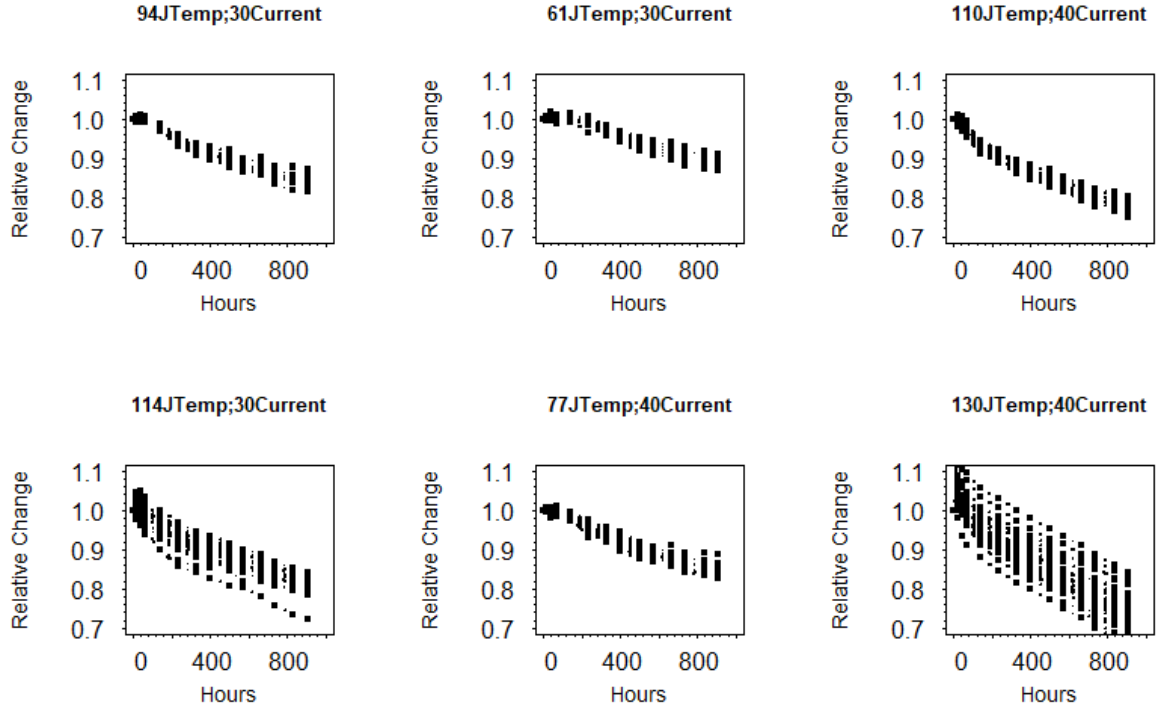 94JTemp;30Current
61JTemp;30Current
110JTemp;40Current
Relative Change
1.1
1.0
0.9
0.8
0.7
0 400 800
Hours
Relative Change
1.1
1.0
0.9
0.8
0.7
0 400 800
Hours
Relative Change
1.1
1.0
0.9
0.8
0.7
0 400 800
Hours
114JTemp;30Current
77JTemp;40Current
130JTemp;40Current
Relative Change
1.1
1.0
0.9
0.8
0.7
0 400 800
Hours
Relative Change
1.1
1.0
0.9
0.8
0.7
0 400 800
Hours
Relative Change
1.1
1.0
0.9
0.8
0.7
0 400 800
Hours